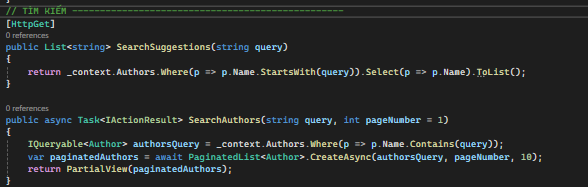 // TÌM KIẾM ------------------------------------------------
[HttpGet]
0 references
public List<string> SearchSuggestions(string query)
{
return _context.Authors.Where(p => p.Name.StartsWith(query)).Select(p => p.Name).ToList();
}
0 references
public async Task<IActionResult> SearchAuthors(string query, int pageNumber = 1)
{
IQueryable<Author> authorsQuery = _context.Authors.Where(p => p.Name.Contains(query));
var paginatedAuthors = await PaginatedList<Author>.CreateAsync(authorsQuery, pageNumber, 10);
return PartialView(paginatedAuthors);
}